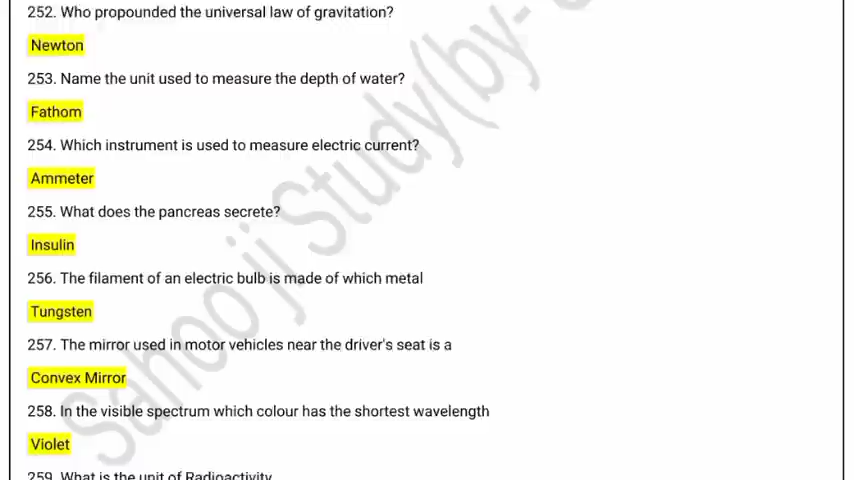 252. Who propounded the universal law of gravitation?
Newton
253. Name the unit used to measure the depth of water?
Fathom
254. Which instrument is used to measure electric current?
Ammeter
255. What does the pancreas secrete?
Insulin
256. The filament of an electric bulb is made of which metal
Tungsten
257. The mirror used in motor vehicles near the driver's seat is a
Convex Mirror
258. In the visible spectrum which colour has the shortest wavelength
Violet
259. What is the unit of Radioactivity
Sahoo ji Study(by-